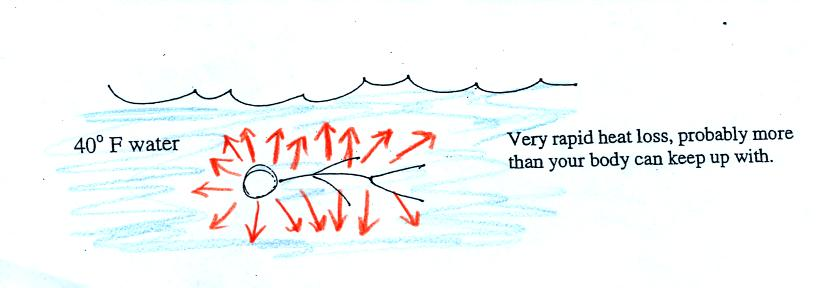 40° F water
Very rapid heat loss, probably more
than your body can keep up with.